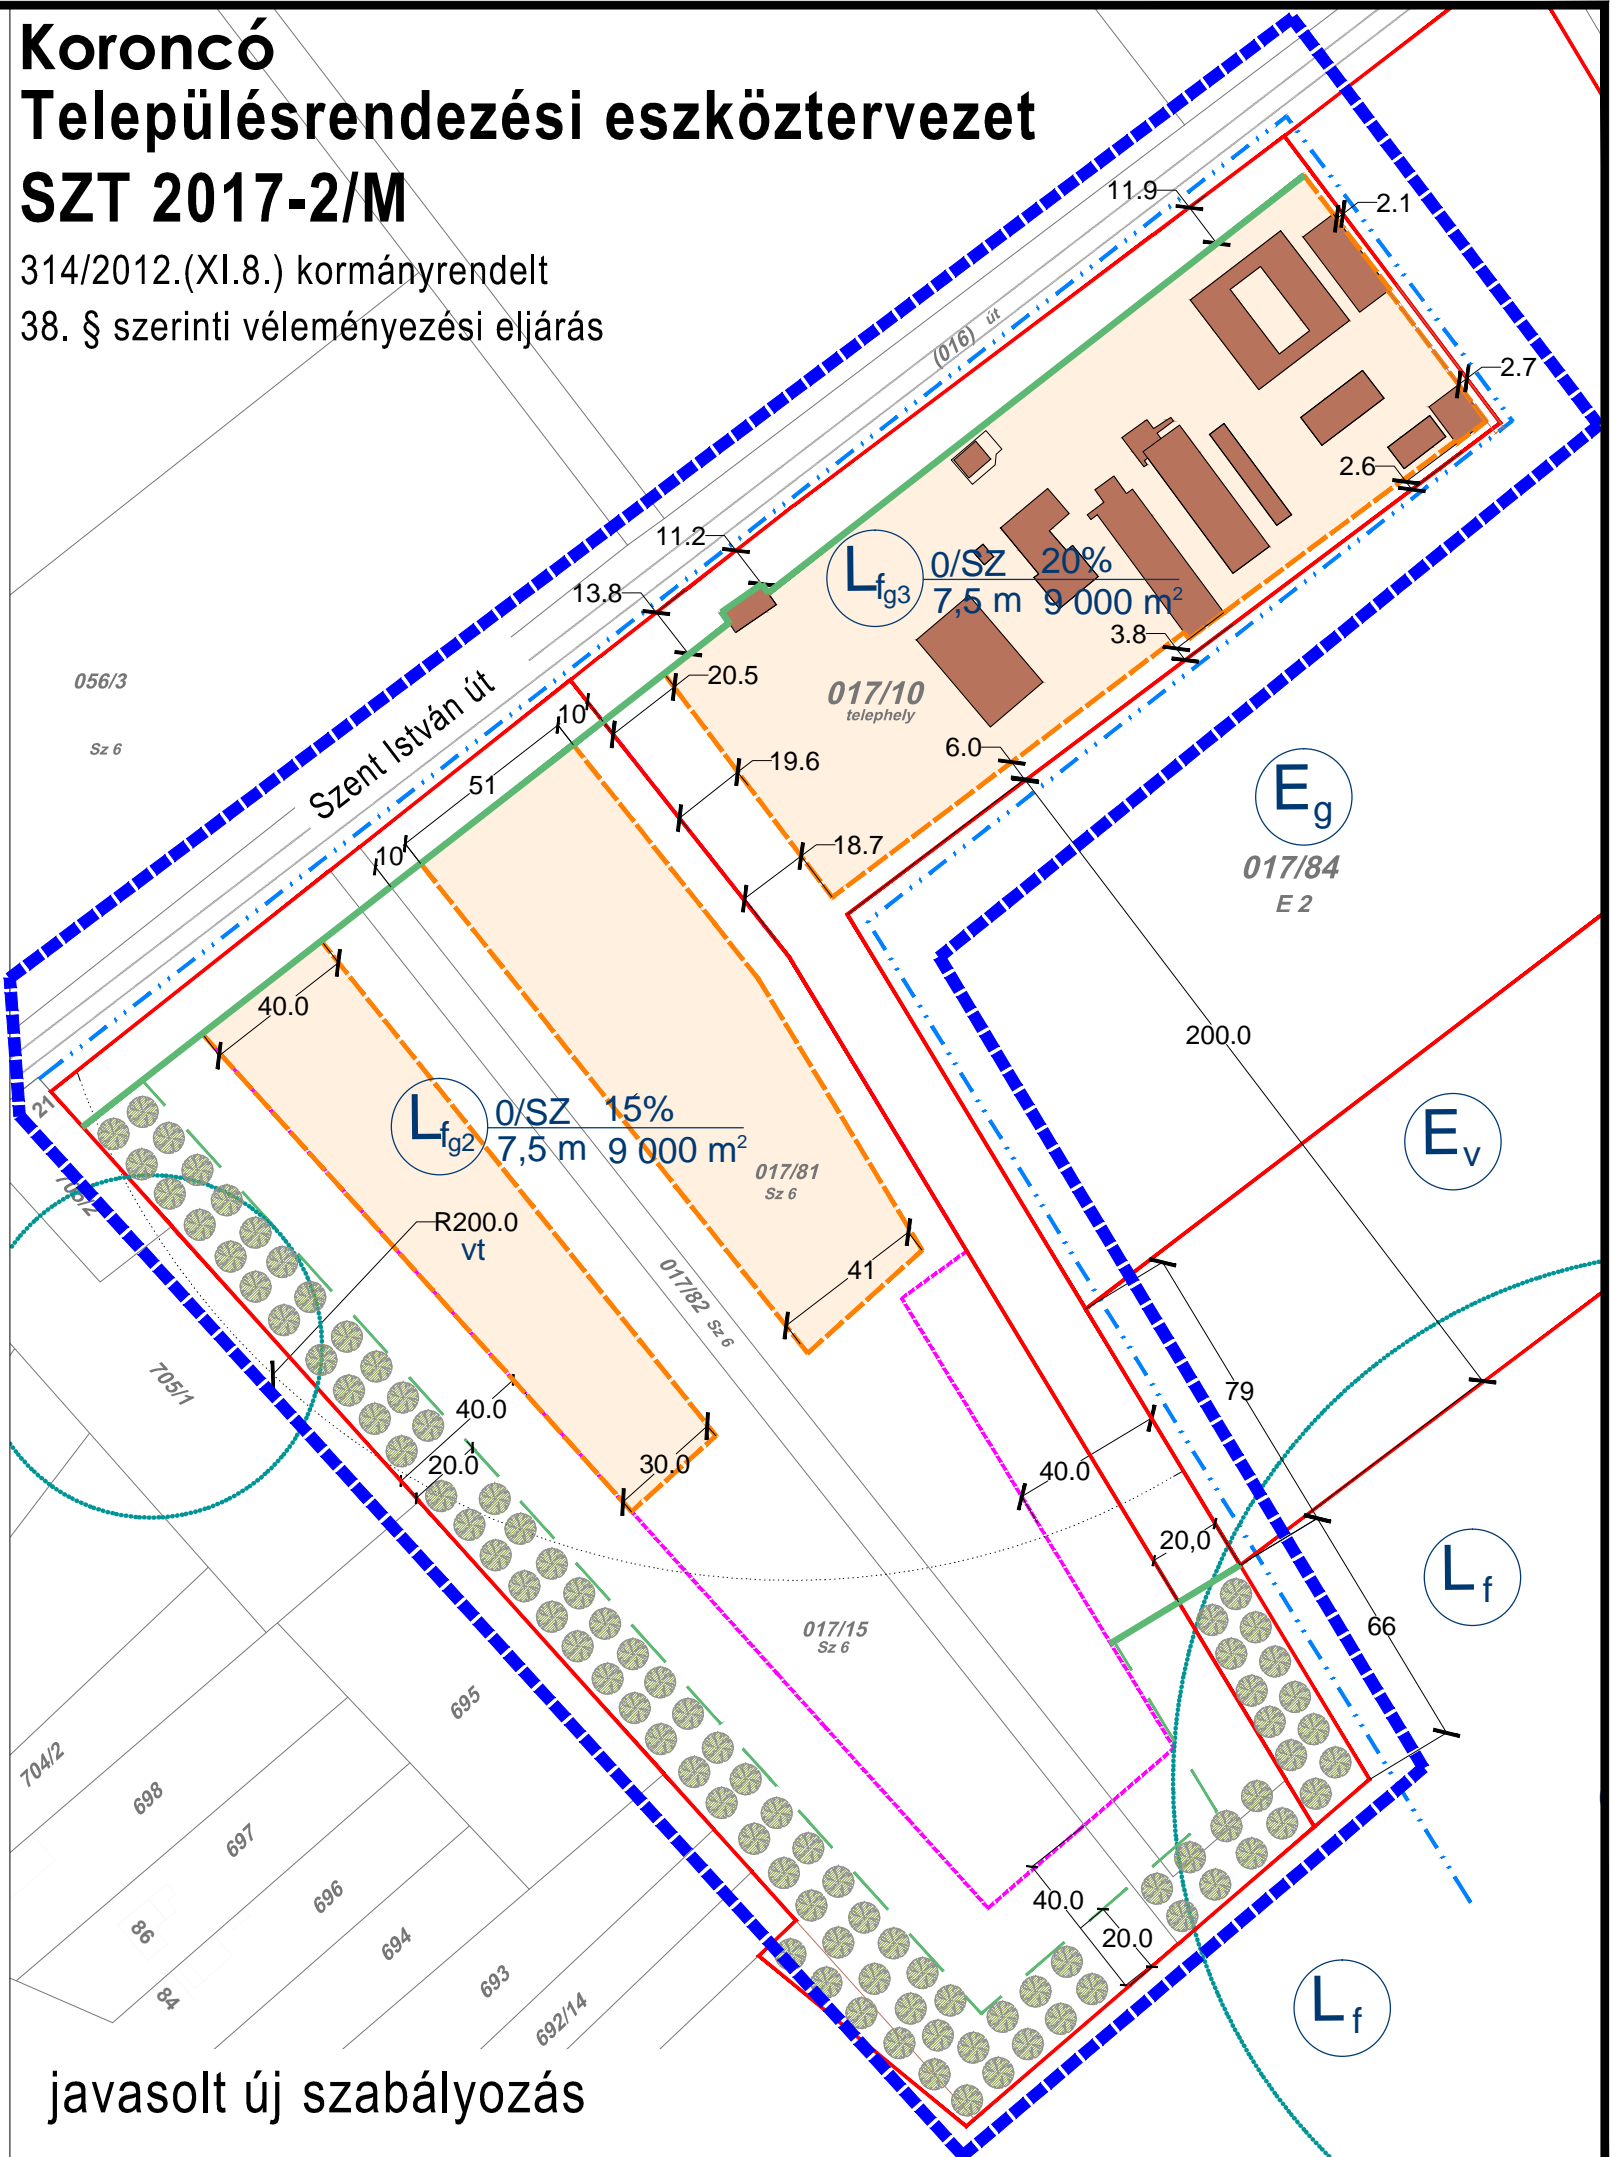 Koroncó
Településrendezési eszköztervezet
SZT 2017-2/M
314/2012.(XI.8.) kormányrendelt
38. § szerinti véleményezési eljárás
11.9
2.1
(016) út
2.7
2.6
11.2
13.8
Lfg3 0/SZ 20%
7,5 m 9 000 m²
3.8
056/3
Sz 6
Szent István út
10
20.5
017/10
telephely
19.6
6.0
51
18.7
10
Eg
017/84
E 2
40.0
200.0
21
Lfg2 0/SZ 15%
7,5 m 9 000 m²
Ev
017/81
Sz 6
R200.0
vt
017/82 Sz 6
41
705/1
79
40.0
20.0
30.0
40.0
20,0
Lf
017/15
Sz 6
66
695
704/2
698
697
696
694
693
692/14
86
84
40.0
20.0
Lf
javasolt új szabályozás